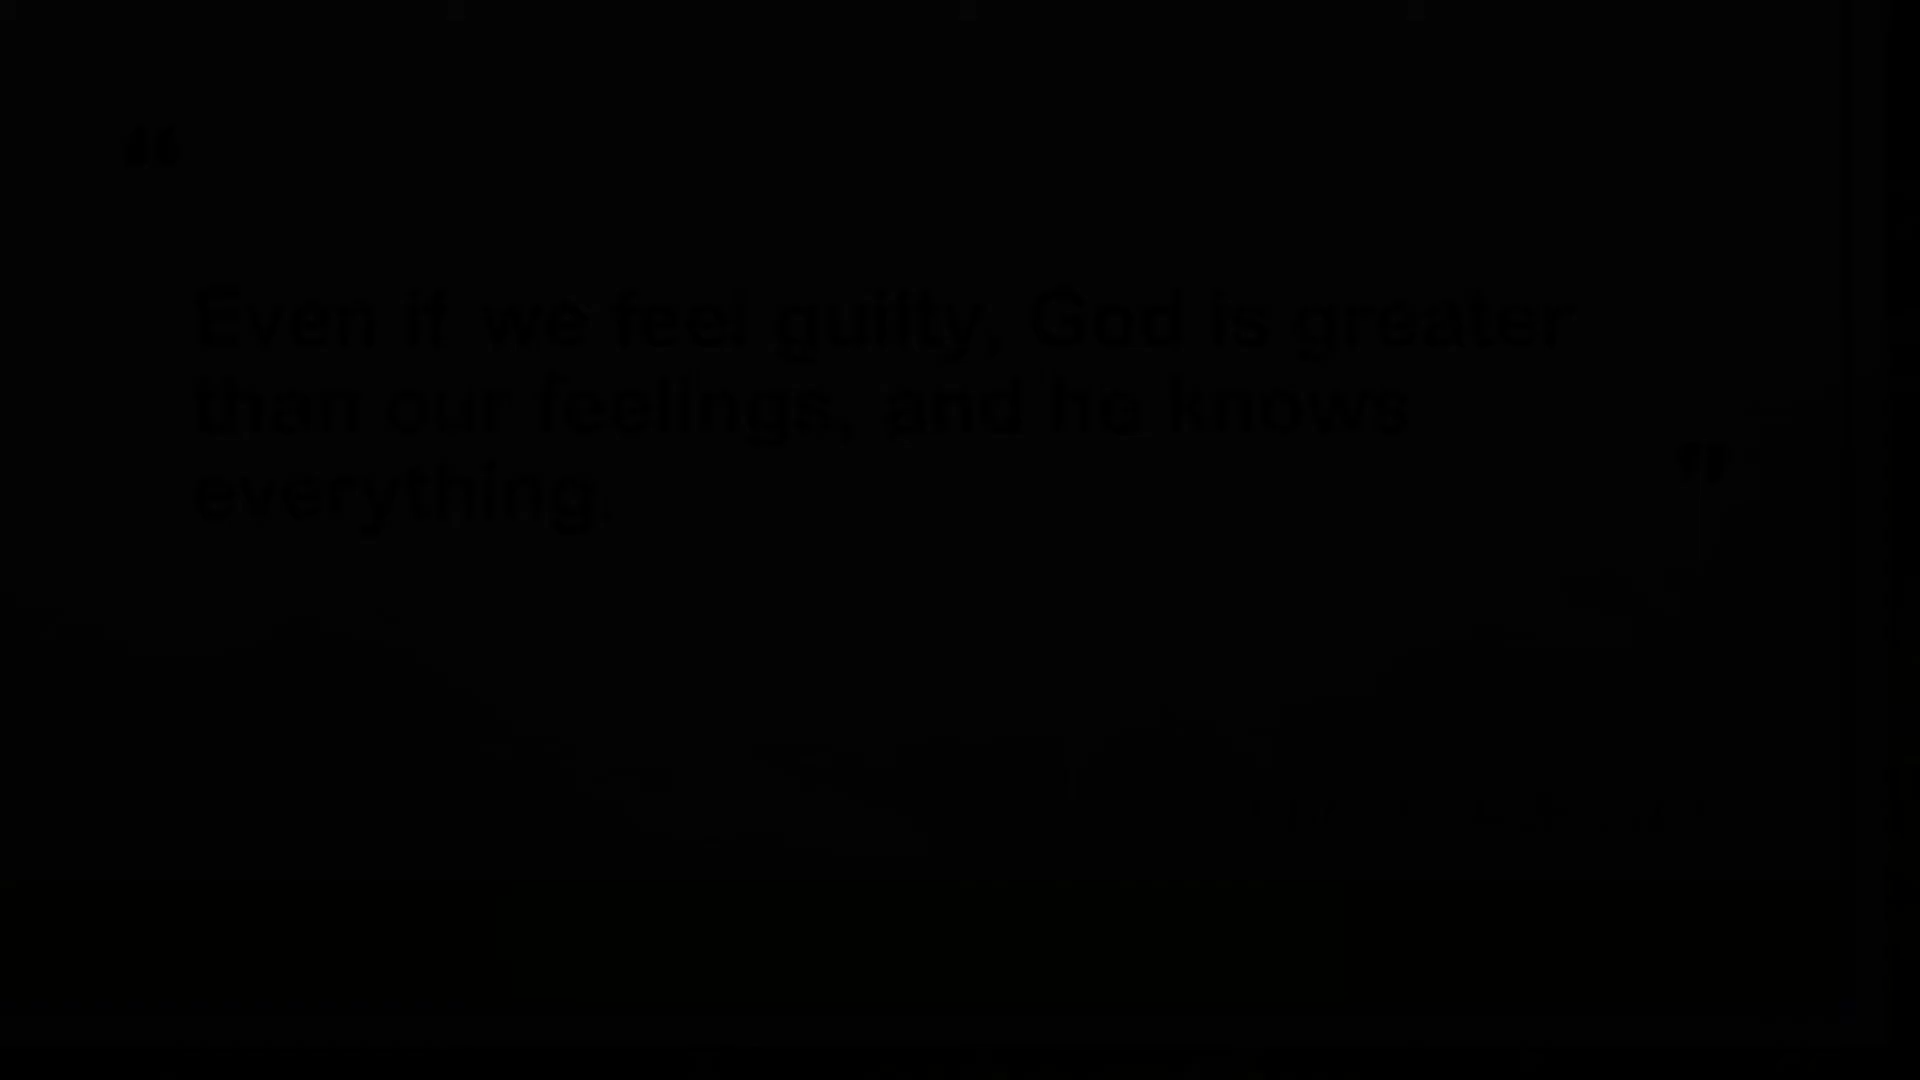 “
Even if we feel guilty, God is greater
than our feelings, and he knows
everything.
”